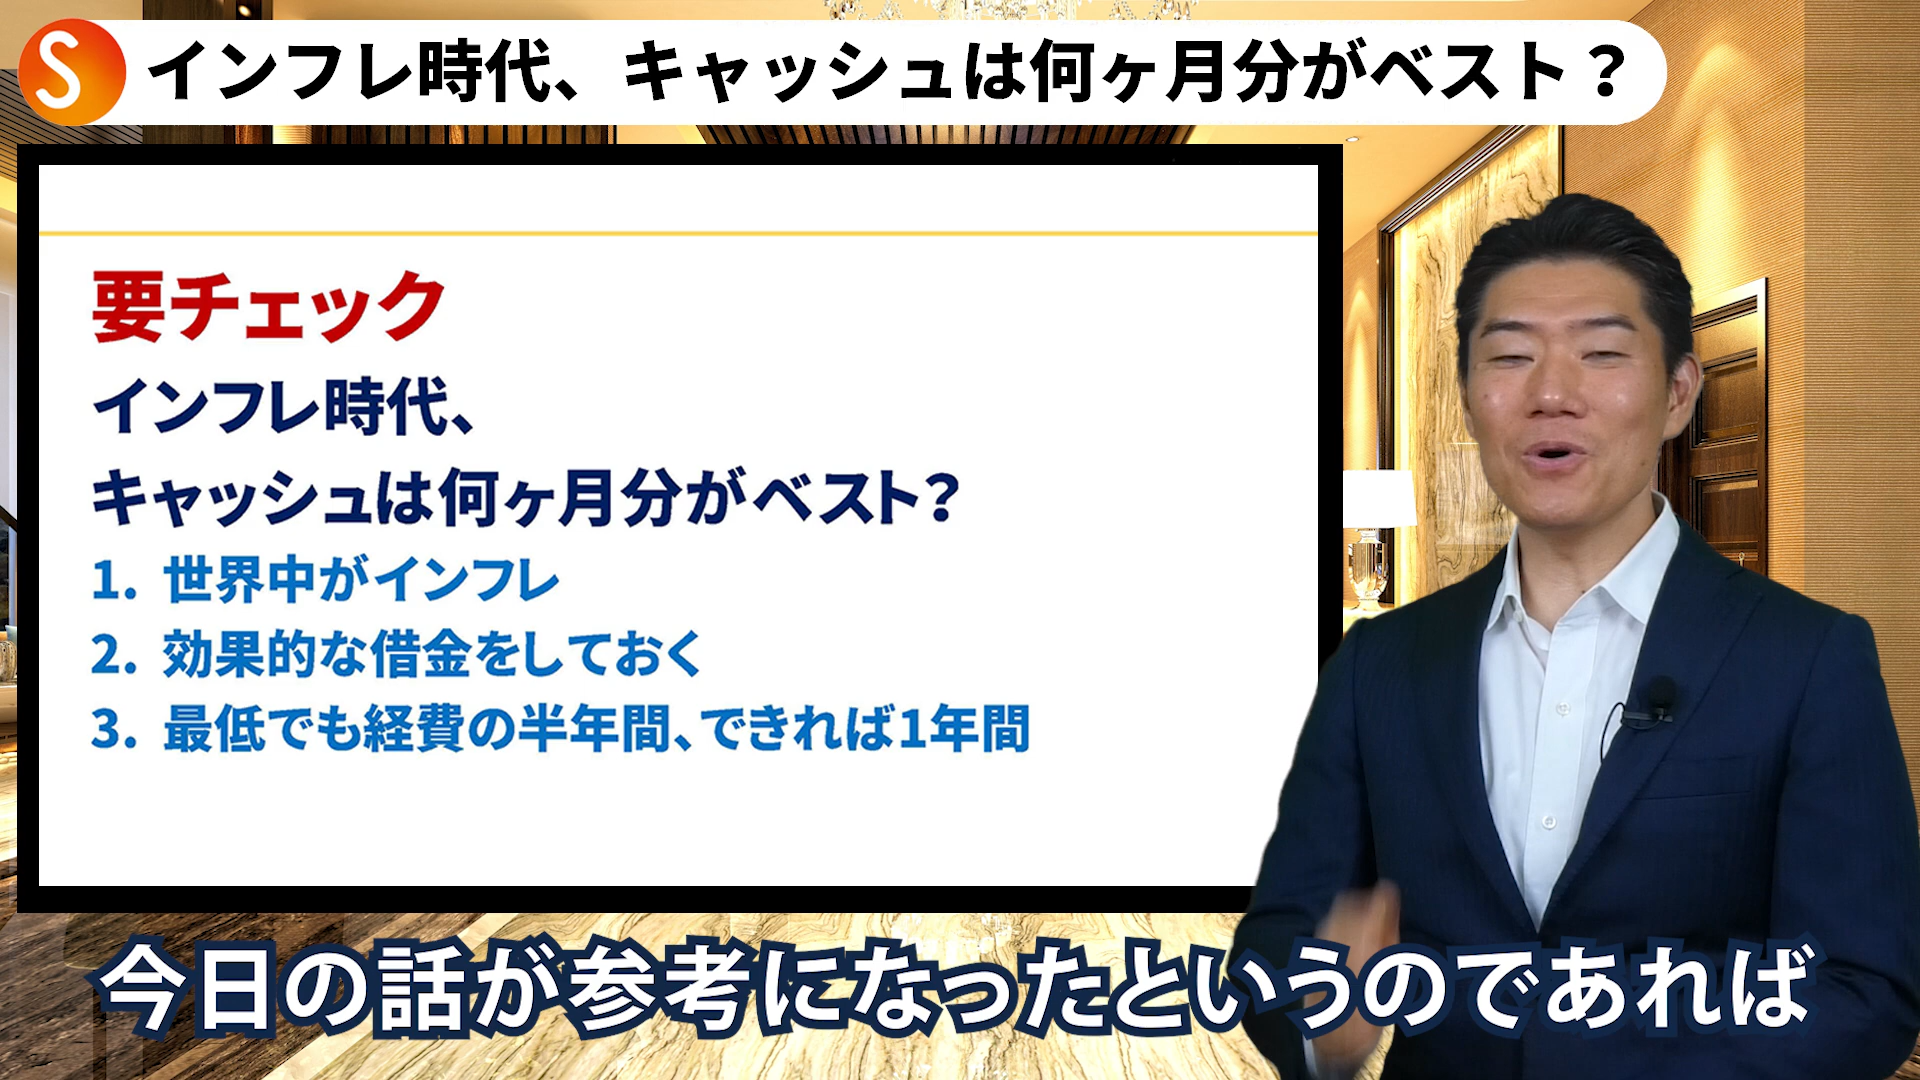 S
インフレ時代、キャッシュは何ヶ月分がベスト？
要チェック
インフレ時代、
キャッシュは何ヶ月分がベスト?
1. 世界中がインフレ
2. 効果的な借金をしておく
3. 最低でも経費の半年間、できれば1年間
今日の話が参考になったというのであれば